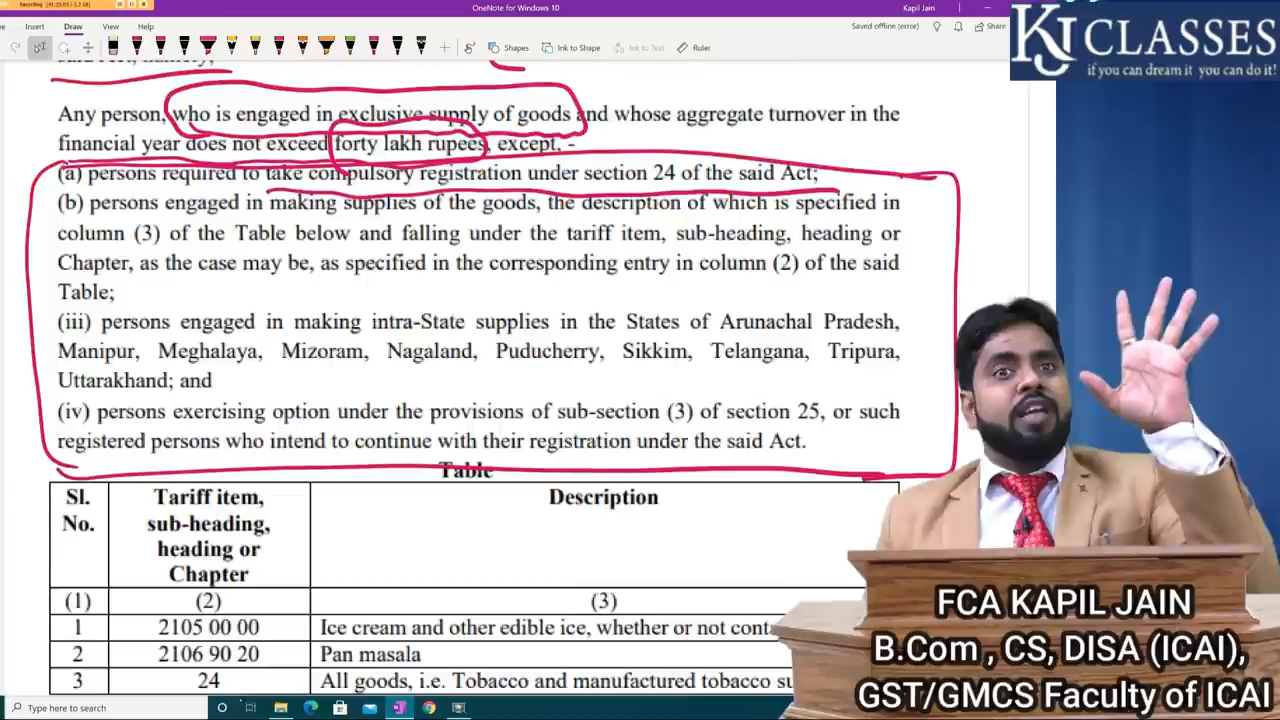 OneNote for Windows 10
Kapil Jain
Insert
Draw
View
Help
Saved offline (error)
Share
Shapes
Ink to Shape
Ink to Text
Ruler
KJ CLASSES
if you can dream it you can do it!
Any person, who is engaged in exclusive supply of goods and whose aggregate turnover in the
financial year does not exceed forty lakh rupees, except, -
(a) persons required to take compulsory registration under section 24 of the said Act;
(b) persons engaged in making supplies of the goods, the description of which is specified in
column (3) of the Table below and falling under the tariff item, sub-heading, heading or
Chapter, as the case may be, as specified in the corresponding entry in column (2) of the said
Table;
(iii) persons engaged in making intra-State supplies in the States of Arunachal Pradesh,
Manipur, Meghalaya, Mizoram, Nagaland, Puducherry, Sikkim, Telangana, Tripura,
Uttarakhand; and
(iv) persons exercising option under the provisions of sub-section (3) of section 25, or such
registered persons who intend to continue with their registration under the said Act.
Table
Sl. No. Tariff item, sub-heading, heading or Chapter Description
(1) (2) (3)
1 2105 00 00 Ice cream and other edible ice, whether or not
2 2106 90 20 Pan masala
3 24 All goods, i.e. Tobacco and manufactured tobacco
FCA KAPIL JAIN
B.Com , CS, DISA (ICAI),
GST/GMCS Faculty of ICAI
Type here to search